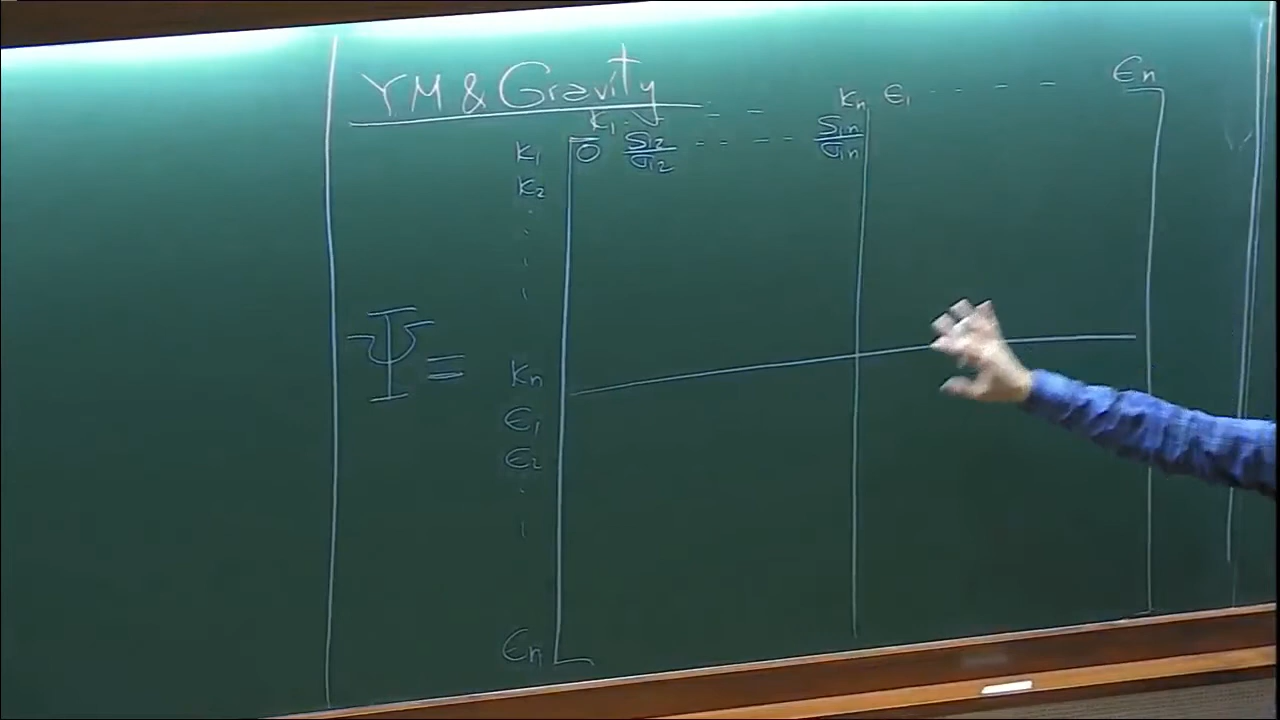 YM & Gravity
K₁ - - - Kₙ ϵ₁ - - - - ϵₙ
K₁ 0 S₁₂/σ₁₂ - - - - - S₁ₙ/σ₁ₙ
K₂
⋮
Ψ = Kₙ
ϵ₁
ϵ₂
⋮
ϵₙ